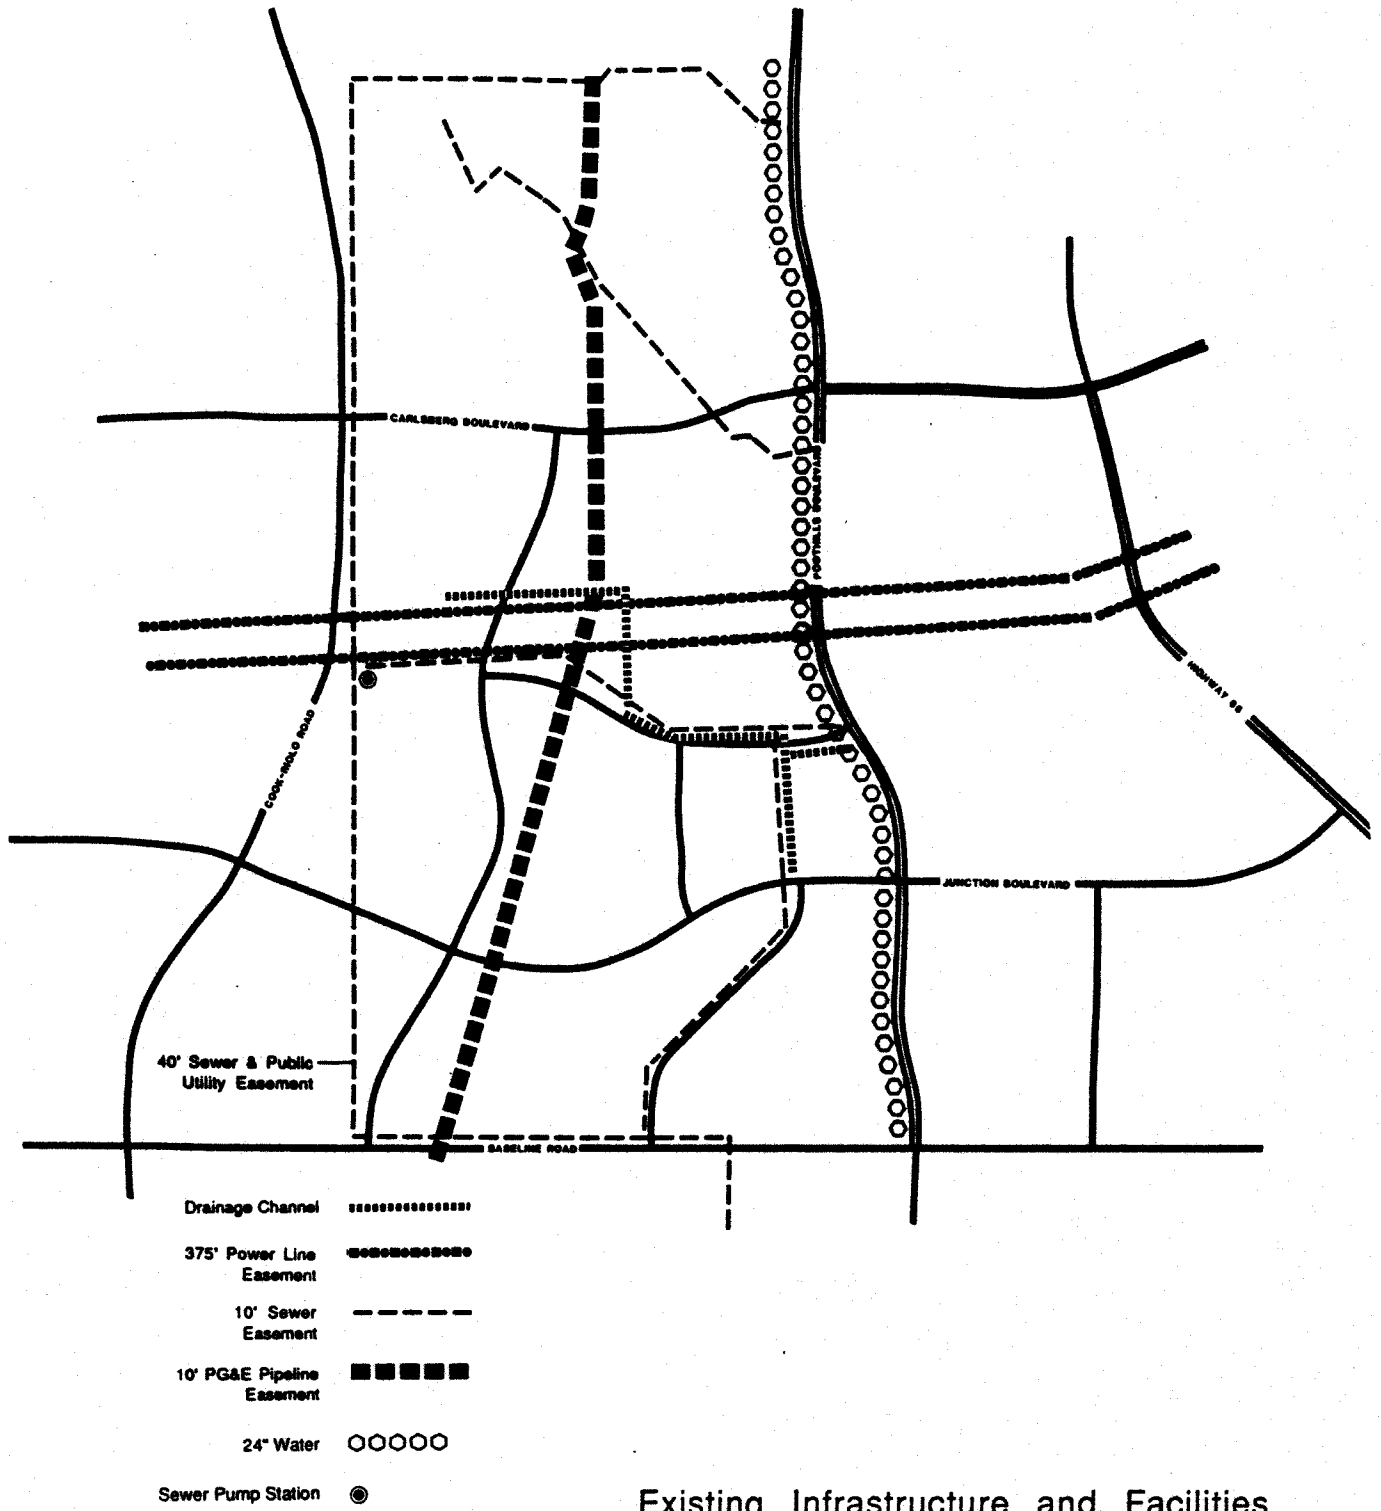 CARLSBERG BOULEVARD
FOOTHILLS BOULEVARD
HIGHWAY 65
COOK-RIOLO ROAD
JUNCTION BOULEVARD
40' Sewer & Public
Utility Easement
BASELINE ROAD
Drainage Channel
375' Power Line
Easement
10' Sewer
Easement
10' PG&E Pipeline
Easement
24" Water
Sewer Pump Station
Existing Infrastructure and Facilities